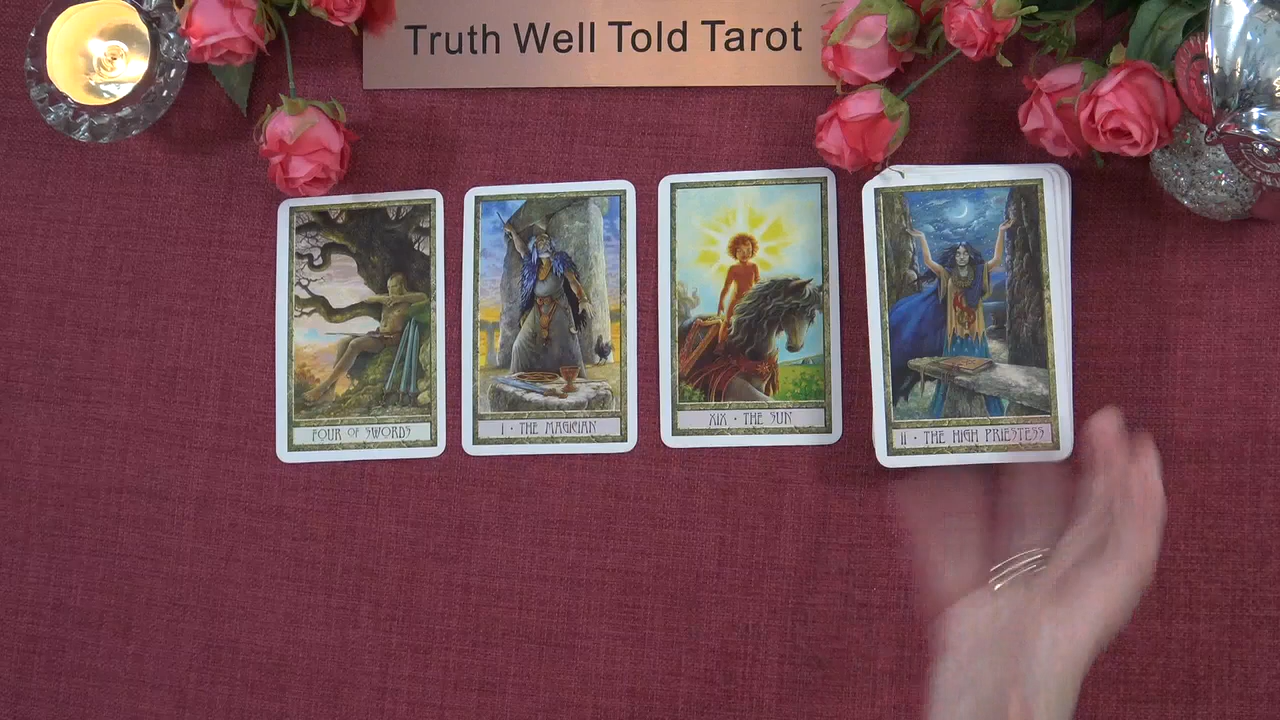 Truth Well Told Tarot
FOUR OF SWORDS
I • THE MAGICIAN
XIX • THE SUN
II • THE HIGH PRIESTESS